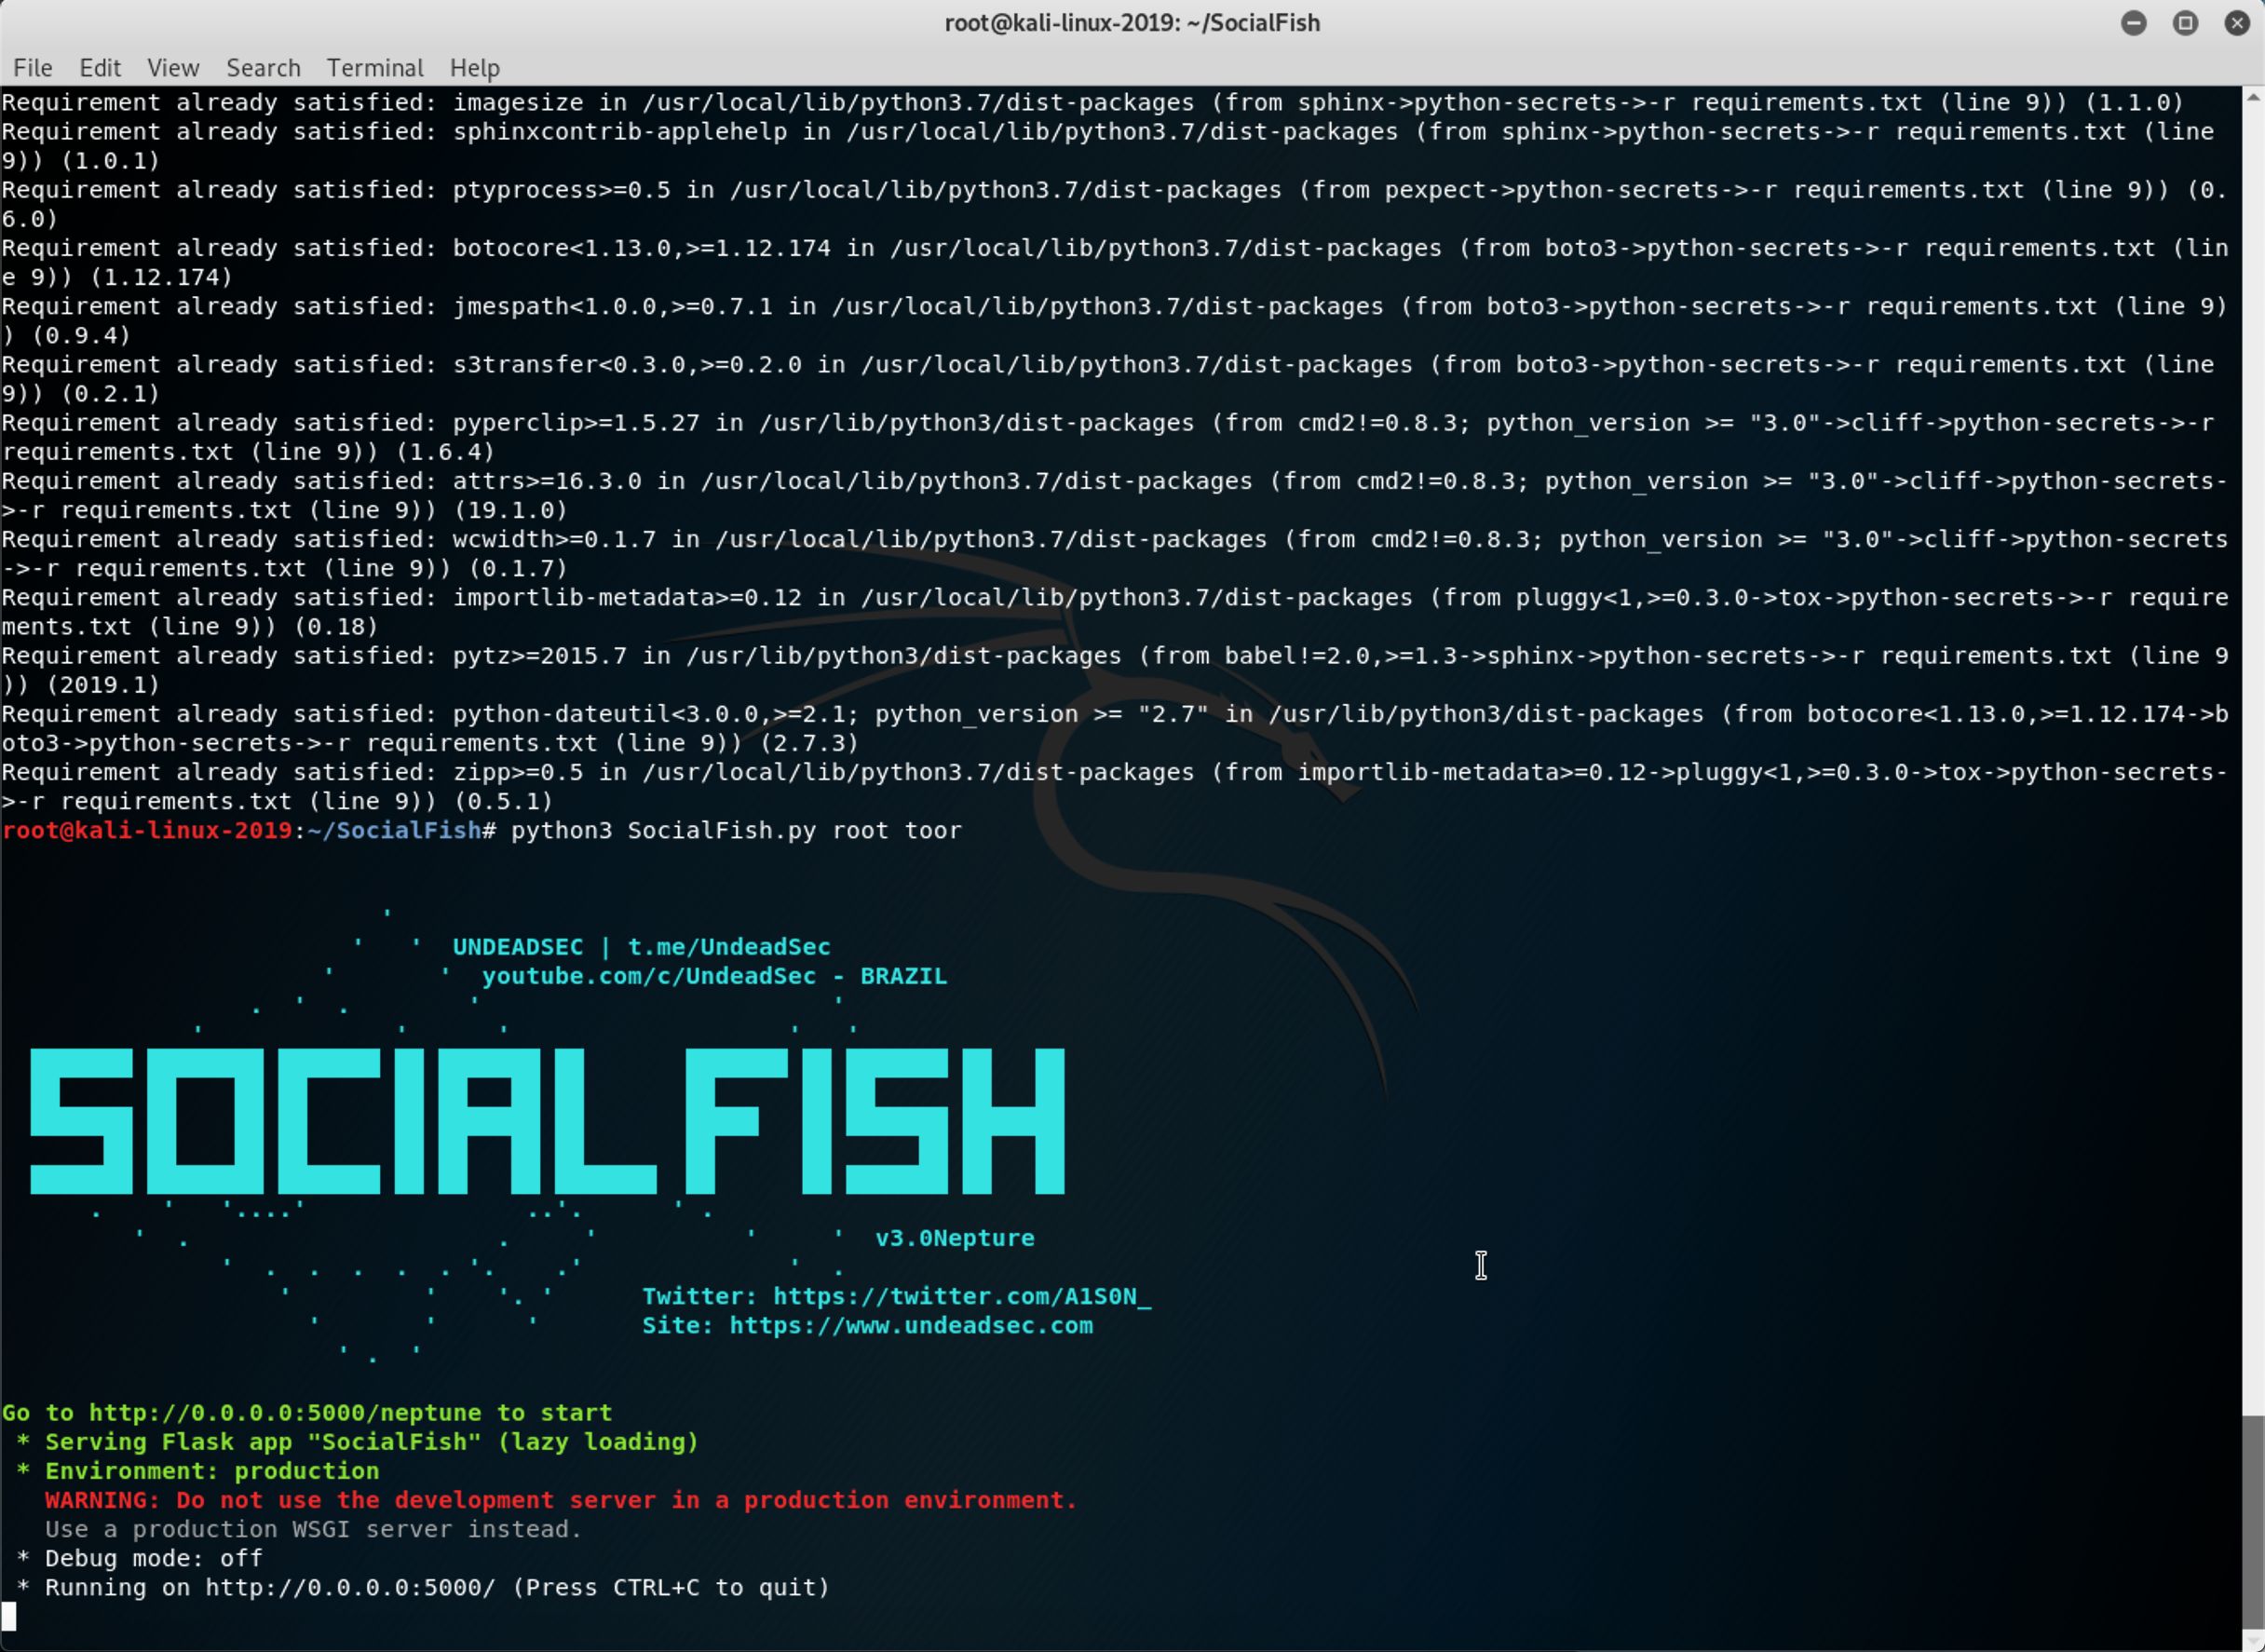 root@kali-linux-2019: ~/SocialFish
File Edit View Search Terminal Help
Requirement already satisfied: imagesize in /usr/local/lib/python3.7/dist-packages (from sphinx->python-secrets->-r requirements.txt (line 9)) (1.1.0)
Requirement already satisfied: sphinxcontrib-applehelp in /usr/local/lib/python3.7/dist-packages (from sphinx->python-secrets->-r requirements.txt (line
9)) (1.0.1)
Requirement already satisfied: ptyprocess>=0.5 in /usr/local/lib/python3.7/dist-packages (from pexpect->python-secrets->-r requirements.txt (line 9)) (0.
6.0)
Requirement already satisfied: botocore<1.13.0,>=1.12.174 in /usr/local/lib/python3.7/dist-packages (from boto3->python-secrets->-r requirements.txt (lin
e 9)) (1.12.174)
Requirement already satisfied: jmespath<1.0.0,>=0.7.1 in /usr/local/lib/python3.7/dist-packages (from boto3->python-secrets->-r requirements.txt (line 9)
) (0.9.4)
Requirement already satisfied: s3transfer<0.3.0,>=0.2.0 in /usr/local/lib/python3.7/dist-packages (from boto3->python-secrets->-r requirements.txt (line
9)) (0.2.1)
Requirement already satisfied: pyperclip>=1.5.27 in /usr/lib/python3/dist-packages (from cmd2!=0.8.3; python_version >= "3.0"->cliff->python-secrets->-r
requirements.txt (line 9)) (1.6.4)
Requirement already satisfied: attrs>=16.3.0 in /usr/local/lib/python3.7/dist-packages (from cmd2!=0.8.3; python_version >= "3.0"->cliff->python-secrets-
>-r requirements.txt (line 9)) (19.1.0)
Requirement already satisfied: wcwidth>=0.1.7 in /usr/local/lib/python3.7/dist-packages (from cmd2!=0.8.3; python_version >= "3.0"->cliff->python-secrets
->-r requirements.txt (line 9)) (0.1.7)
Requirement already satisfied: importlib-metadata>=0.12 in /usr/local/lib/python3.7/dist-packages (from pluggy<1,>=0.3.0->tox->python-secrets->-r require
ments.txt (line 9)) (0.18)
Requirement already satisfied: pytz>=2015.7 in /usr/lib/python3/dist-packages (from babel!=2.0,>=1.3->sphinx->python-secrets->-r requirements.txt (line 9
)) (2019.1)
Requirement already satisfied: python-dateutil<3.0.0,>=2.1; python_version >= "2.7" in /usr/lib/python3/dist-packages (from botocore<1.13.0,>=1.12.174->b
oto3->python-secrets->-r requirements.txt (line 9)) (2.7.3)
Requirement already satisfied: zipp>=0.5 in /usr/local/lib/python3.7/dist-packages (from importlib-metadata>=0.12->pluggy<1,>=0.3.0->tox->python-secrets-
>-r requirements.txt (line 9)) (0.5.1)
root@kali-linux-2019:~/SocialFish# python3 SocialFish.py root toor
UNDEADSEC | t.me/UndeadSec
youtube.com/c/UndeadSec - BRAZIL
SOCIALFISH
v3.0Nepture
Twitter: https://twitter.com/A1S0N_
Site: https://www.undeadsec.com
Go to http://0.0.0.0:5000/neptune to start
* Serving Flask app "SocialFish" (lazy loading)
* Environment: production
WARNING: Do not use the development server in a production environment.
Use a production WSGI server instead.
* Debug mode: off
* Running on http://0.0.0.0:5000/ (Press CTRL+C to quit)